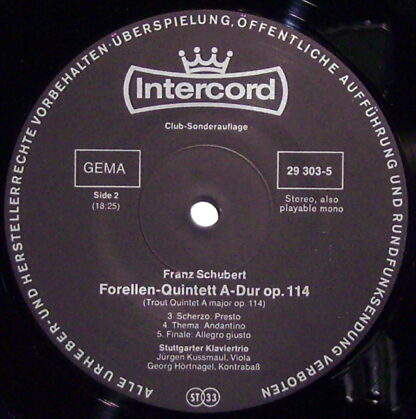 ALLE URHEBER- UND HERSTELLERRECHTE VORBEHALTEN · ÜBERSPIELUNG, ÖFFENTLICHE AUFFÜHRUNG UND RUNDFUNKSENDUNG VERBOTEN
Intercord
Club-Sonderauflage
GEMA
29 303-5
Side 2
(18:25)
Stereo, also
playable mono
Franz Schubert
Forellen-Quintett A-Dur op. 114
(Trout Quintet A major op. 114)
3 Scherzo: Presto
4. Thema: Andantino
5. Finale: Allegro giusto
Stuttgarter Klaviertrio
Jürgen Kussmaul, Viola
Georg Hörtnagel, Kontrabaß
ST 33